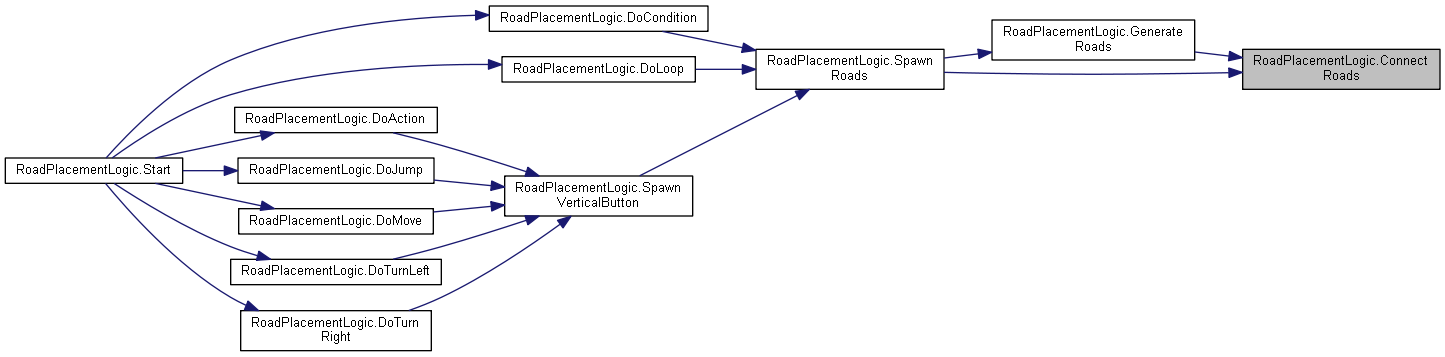 RoadPlacementLogic.DoCondition
RoadPlacementLogic.Generate
Roads
RoadPlacementLogic.Spawn
Roads
RoadPlacementLogic.Connect
Roads
RoadPlacementLogic.DoLoop
RoadPlacementLogic.DoAction
RoadPlacementLogic.Start
RoadPlacementLogic.DoJump
RoadPlacementLogic.Spawn
VerticalButton
RoadPlacementLogic.DoMove
RoadPlacementLogic.DoTurnLeft
RoadPlacementLogic.DoTurn
Right